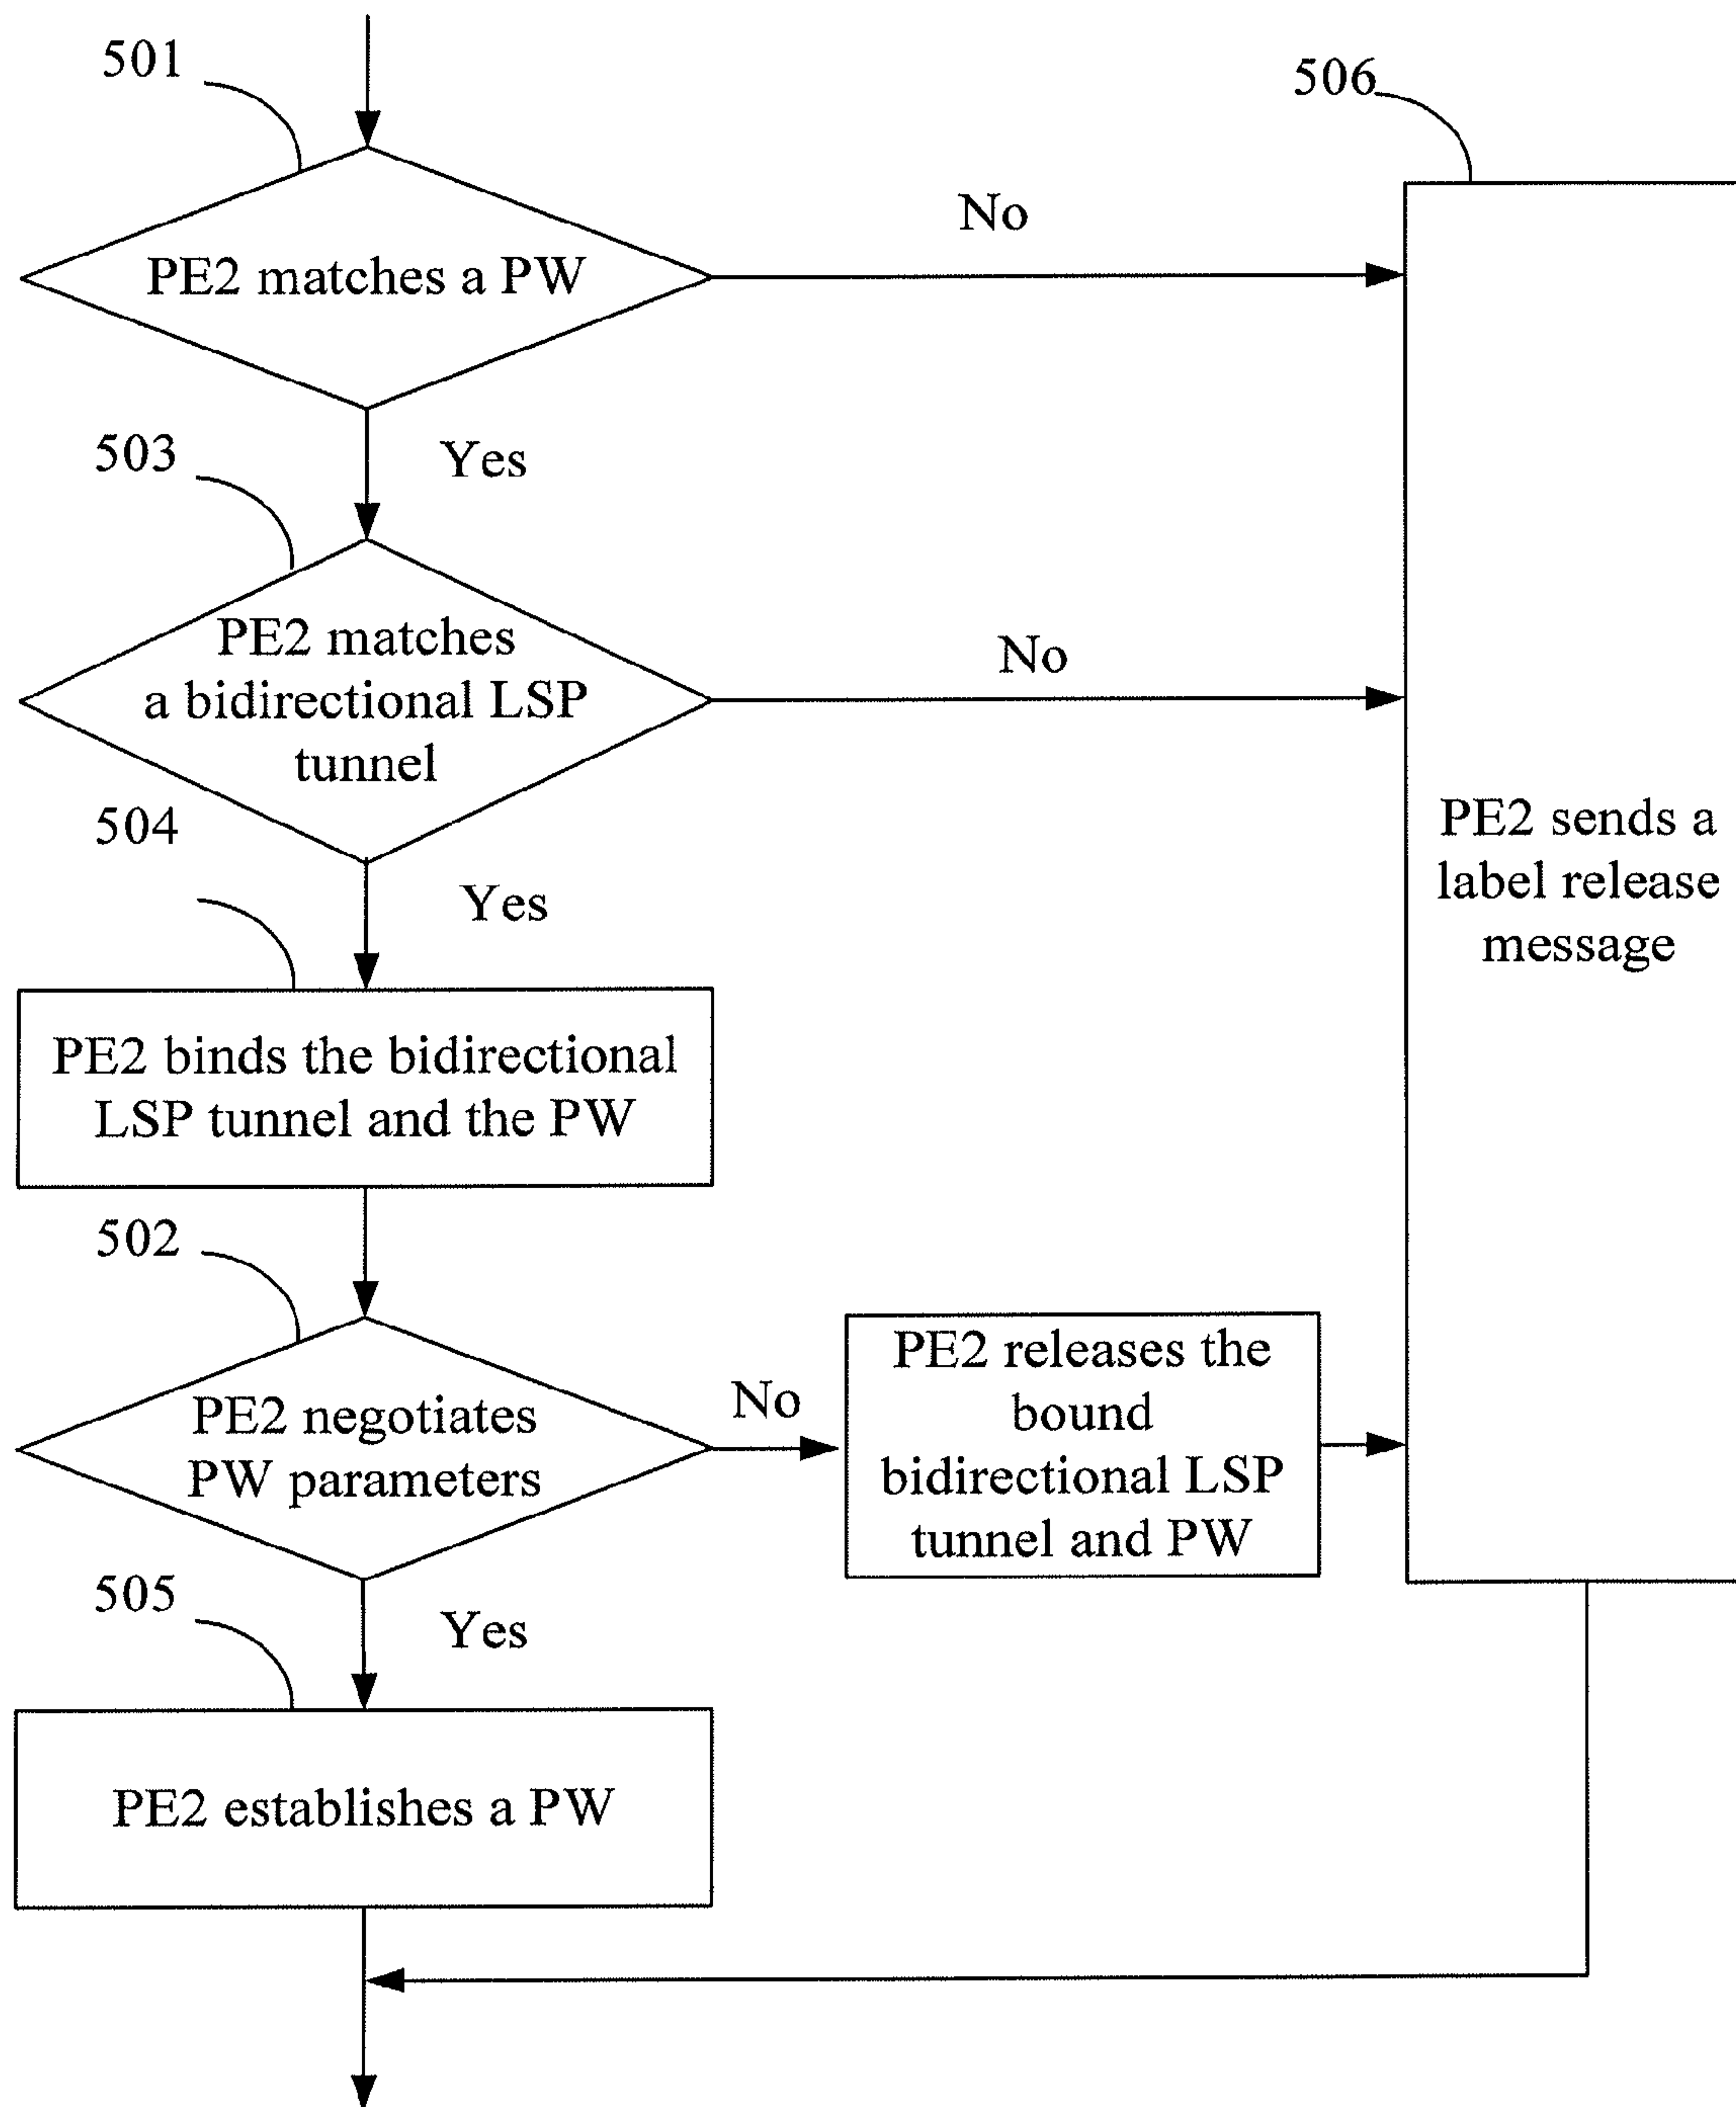 501
506
No
PE2 matches a PW
503
Yes
PE2 matches
a bidirectional LSP
tunnel
No
504
Yes
PE2 sends a
label release
message
PE2 binds the bidirectional
LSP tunnel and the PW
502
PE2 negotiates
PW parameters
No
PE2 releases the
bound
bidirectional LSP
tunnel and PW
505
Yes
PE2 establishes a PW